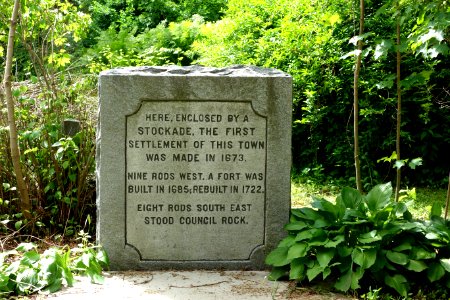 HERE, ENCLOSED BY A
STOCKADE, THE FIRST
SETTLEMENT OF THIS TOWN
WAS MADE IN 1673.
NINE RODS WEST, A FORT WAS
BUILT IN 1685; REBUILT IN 1722.
EIGHT RODS SOUTH EAST
STOOD COUNCIL ROCK.